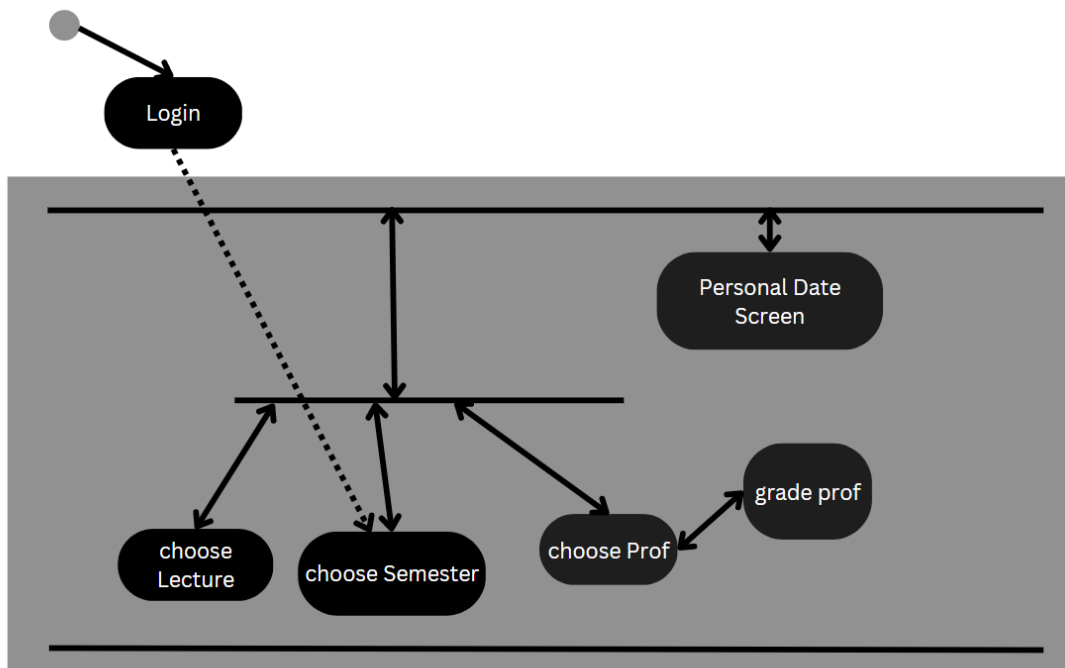 Login
Personal Date
Screen
grade prof
choose
Lecture
choose Semester
choose Prof